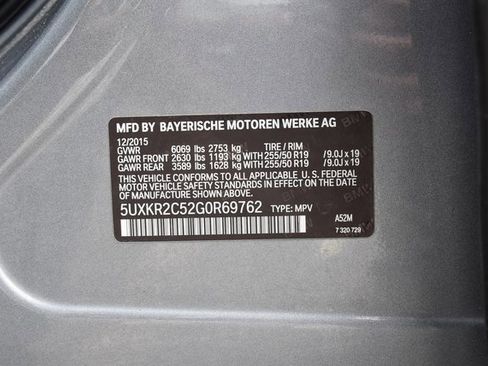 MFD BY BAYERISCHE MOTOREN WERKE AG
12/2015
GVWR 6069 lbs 2753 kg TIRE / RIM
GAWR FRONT 2630 lbs 1193 kg WITH 255/50 R19 /9.0J x 19
GAWR REAR 3589 lbs 1628 kg WITH 255/50 R19 /9.0J x 19
THIS VEHICLE CONFORMS TO ALL APPLICABLE
U.S. FEDERAL MOTOR VEHICLE SAFETY
STANDARDS IN EFFECT ON THE DATE OF
MANUFACTURE SHOWN ABOVE.
5UXKR2C52G0R69762 TYPE: MPV
A52M
7 320 729